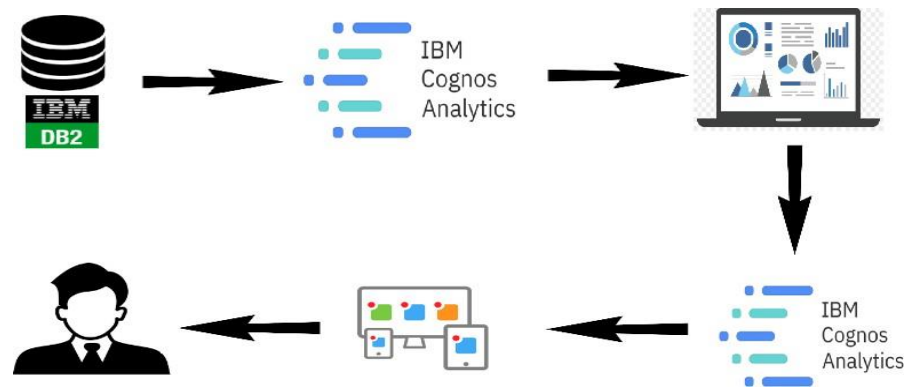 IBM
DB2
IBM
Cognos
Analytics
IBM
Cognos
Analytics